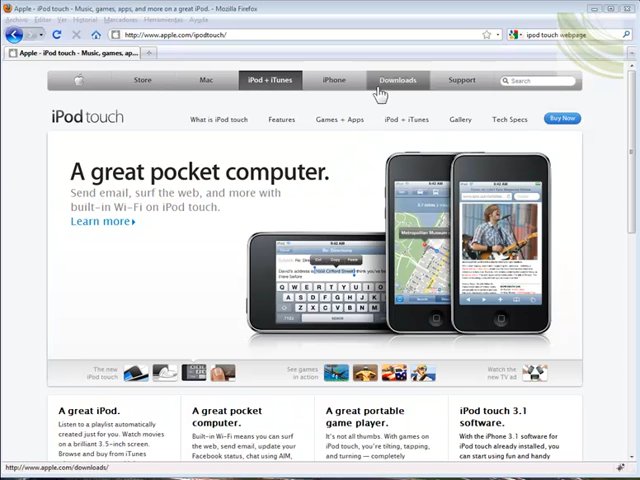 Apple - iPod touch - Music, games, apps, and more on a great iPod. - Mozilla Firefox
Archivo Editar Ver Historial Marcadores Herramientas Ayuda
http://www.apple.com/ipodtouch/
ipod touch webpage
Apple - iPod touch - Music, games, ap...
Store Mac iPod + iTunes iPhone Downloads Support Search
iPod touch
What is iPod touch Features Games + Apps iPod + iTunes Gallery Tech Specs Buy Now
A great pocket computer.
Send email, surf the web, and more with
built-in Wi-Fi on iPod touch.
Learn more
Metropolitan Museum
Cut Copy Paste
Q W E R T Y U I O P
A S D F G H J K L
Z X C V B N M
The new
iPod touch
See games
in action
Watch the
new TV ad
A great iPod.
Listen to a playlist automatically
created just for you. Watch movies
on a brilliant 3.5-inch screen.
Browse and buy from iTunes
A great pocket
computer.
Built-in Wi-Fi means you can
surf the web, send email, update
your Facebook status, chat using AIM,
A great portable
game player.
It's not all thumbs. With games on
iPod touch, you're tilting, tapping,
and turning — completely
iPod touch 3.1
software.
With the iPhone 3.1 software for
iPod touch already installed, you
can start using fun and handy
http://www.apple.com/downloads/